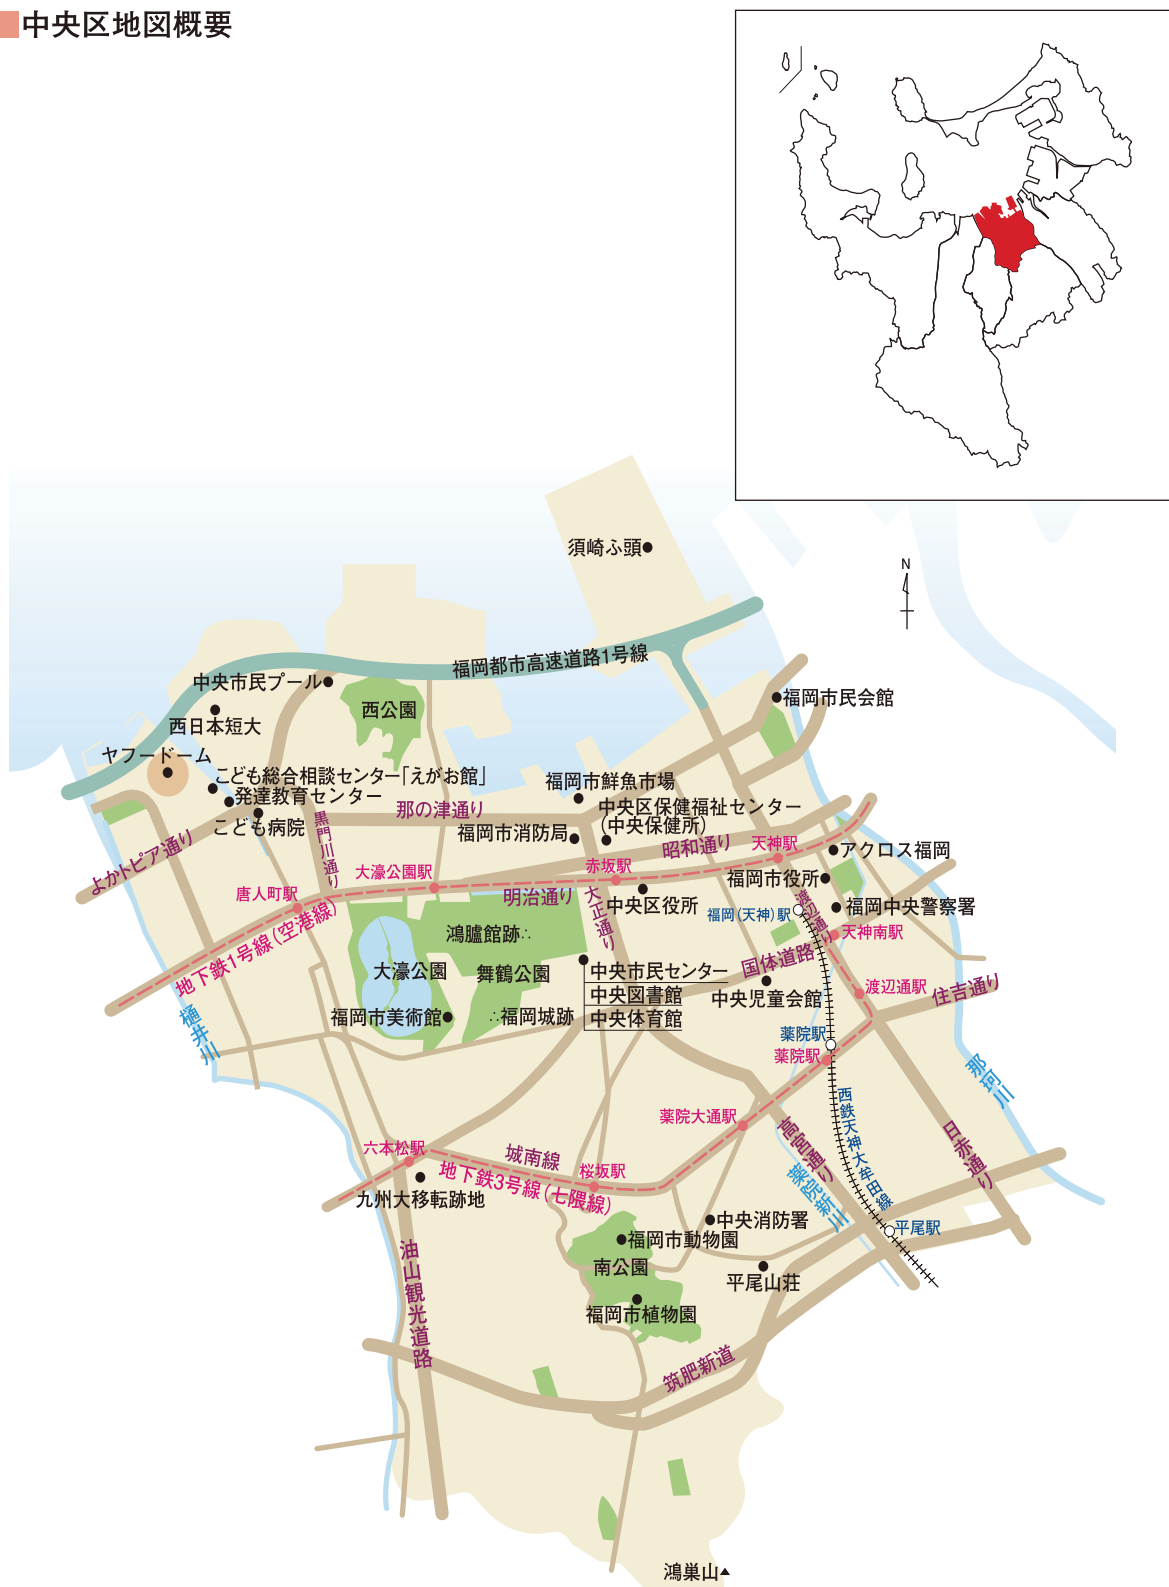 中央区地図概要
N
須崎ふ頭
福岡都市高速道路1号線
中央市民プール
西公園
福岡市民会館
西日本短大
ヤフードーム
こども総合相談センター｢えがお館｣
発達教育センター
こども病院
福岡市鮮魚市場
那の津通り
中央区保健福祉センター
(中央保健所)
福岡市消防局
黒門川通り
よかトピア通り
昭和通り
天神駅
アクロス福岡
大濠公園駅
赤坂駅
唐人町駅
明治通り
大正通り
中央区役所
福岡市役所
渡辺通り
福岡(天神)駅
福岡中央警察署
地下鉄1号線(空港線)
鴻臚館跡∴
天神南駅
大濠公園
舞鶴公園
中央市民センター
中央図書館
中央体育館
国体道路
中央児童会館
渡辺通駅
住吉通り
福岡市美術館
∴福岡城跡
樋井川
薬院駅
薬院駅
那珂川
西鉄天神大牟田線
薬院大通駅
高宮通り
日赤通り
六本松駅
城南線
地下鉄3号線(七隈線)
桜坂駅
薬院新川
九州大移転跡地
中央消防署
福岡市動物園
平尾駅
南公園
平尾山荘
油山観光道路
福岡市植物園
筑肥新道
鴻巣山